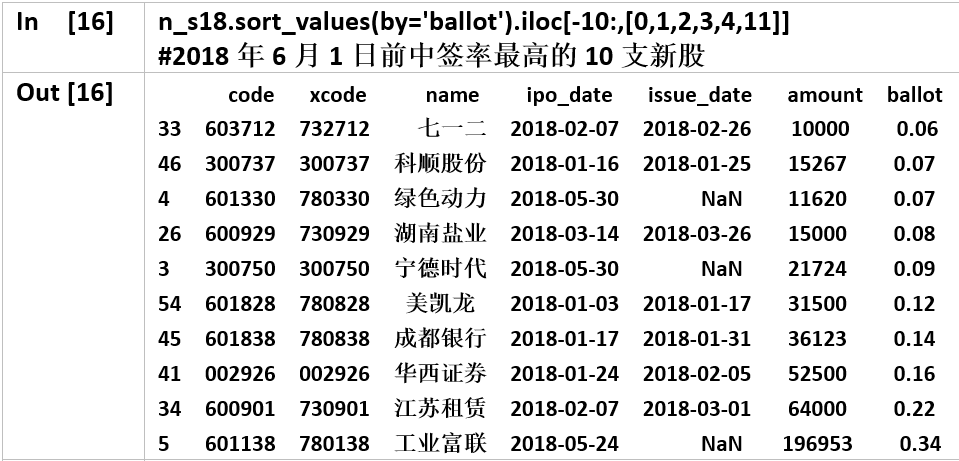 In [16] n_s18.sort_values(by='ballot').iloc[-10:,[0,1,2,3,4,11]]
#2018 年 6 月 1 日前中签率最高的 10 支新股
Out [16] code xcode name ipo_date issue_date amount ballot
33 603712 732712 七一二 2018-02-07 2018-02-26 10000 0.06
46 300737 300737 科顺股份 2018-01-16 2018-01-25 15267 0.07
4 601330 780330 绿色动力 2018-05-30 NaN 11620 0.07
26 600929 730929 湖南盐业 2018-03-14 2018-03-26 15000 0.08
3 300750 300750 宁德时代 2018-05-30 NaN 21724 0.09
54 601828 780828 美凯龙 2018-01-03 2018-01-17 31500 0.12
45 601838 780838 成都银行 2018-01-17 2018-01-31 36123 0.14
41 002926 002926 华西证券 2018-01-24 2018-02-05 52500 0.16
34 600901 730901 江苏租赁 2018-02-07 2018-03-01 64000 0.22
5 601138 780138 工业富联 2018-05-24 NaN 196953 0.34